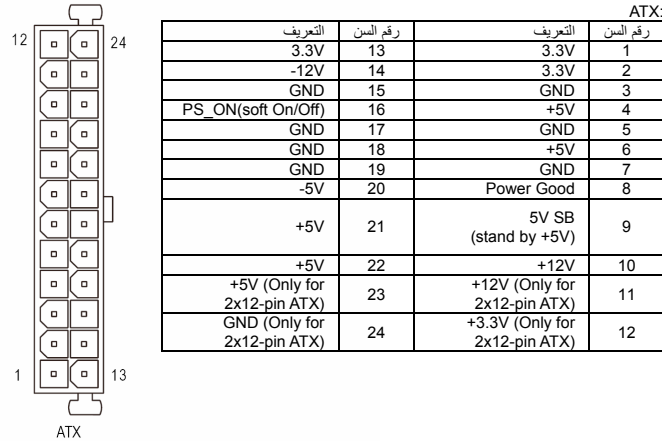 ATX:
رقم السن التعريف رقم السن التعريف
1 3.3V 13 3.3V
2 3.3V 14 -12V
3 GND 15 GND
4 +5V 16 PS_ON(soft On/Off)
5 GND 17 GND
6 +5V 18 GND
7 GND 19 GND
8 Power Good 20 -5V
9 5V SB
(stand by +5V) 21 +5V
10 +12V 22 +5V
11 +12V (Only for
2x12-pin ATX) 23 +5V (Only for
2x12-pin ATX)
12 +3.3V (Only for
2x12-pin ATX) 24 GND (Only for
2x12-pin ATX)
12 24
1 13
ATX